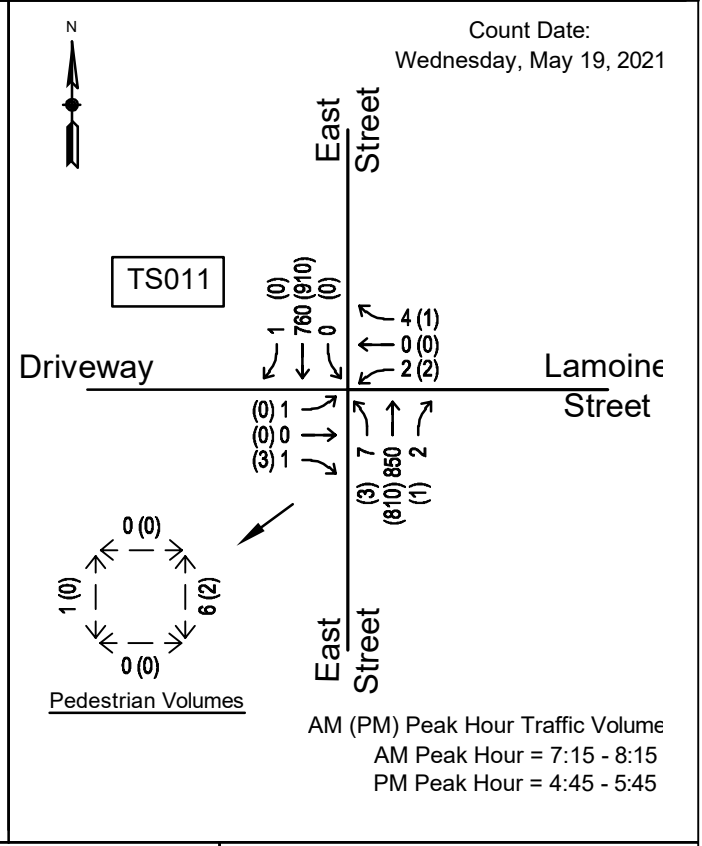 N
Count Date:
Wednesday, May 19, 2021
East
Street
TS011
(0)
(910)
(0)
1
760
0
4 (1)
0 (0)
2 (2)
Driveway
Lamoine
Street
(0) 1
(0) 0
(3) 1
7
850
2
(3)
(810)
(1)
0 (0)
1 (0)
6 (2)
0 (0)
Pedestrian Volumes
East
Street
AM (PM) Peak Hour Traffic Volume
AM Peak Hour = 7:15 - 8:15
PM Peak Hour = 4:45 - 5:45